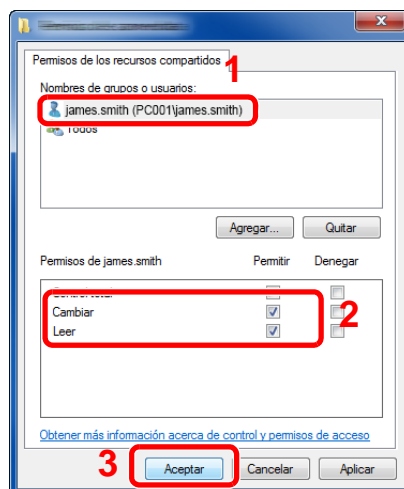 Permisos de los recursos compartidos
1
Nombres de grupos o usuarios:
james.smith (PC001\james.smith)
Todos
Agregar... Quitar
Permisos de james.smith Permitir Denegar
Control total
Cambiar
2
Leer
Obtener más información acerca de control y permisos de acceso
3
Aceptar Cancelar Aplicar